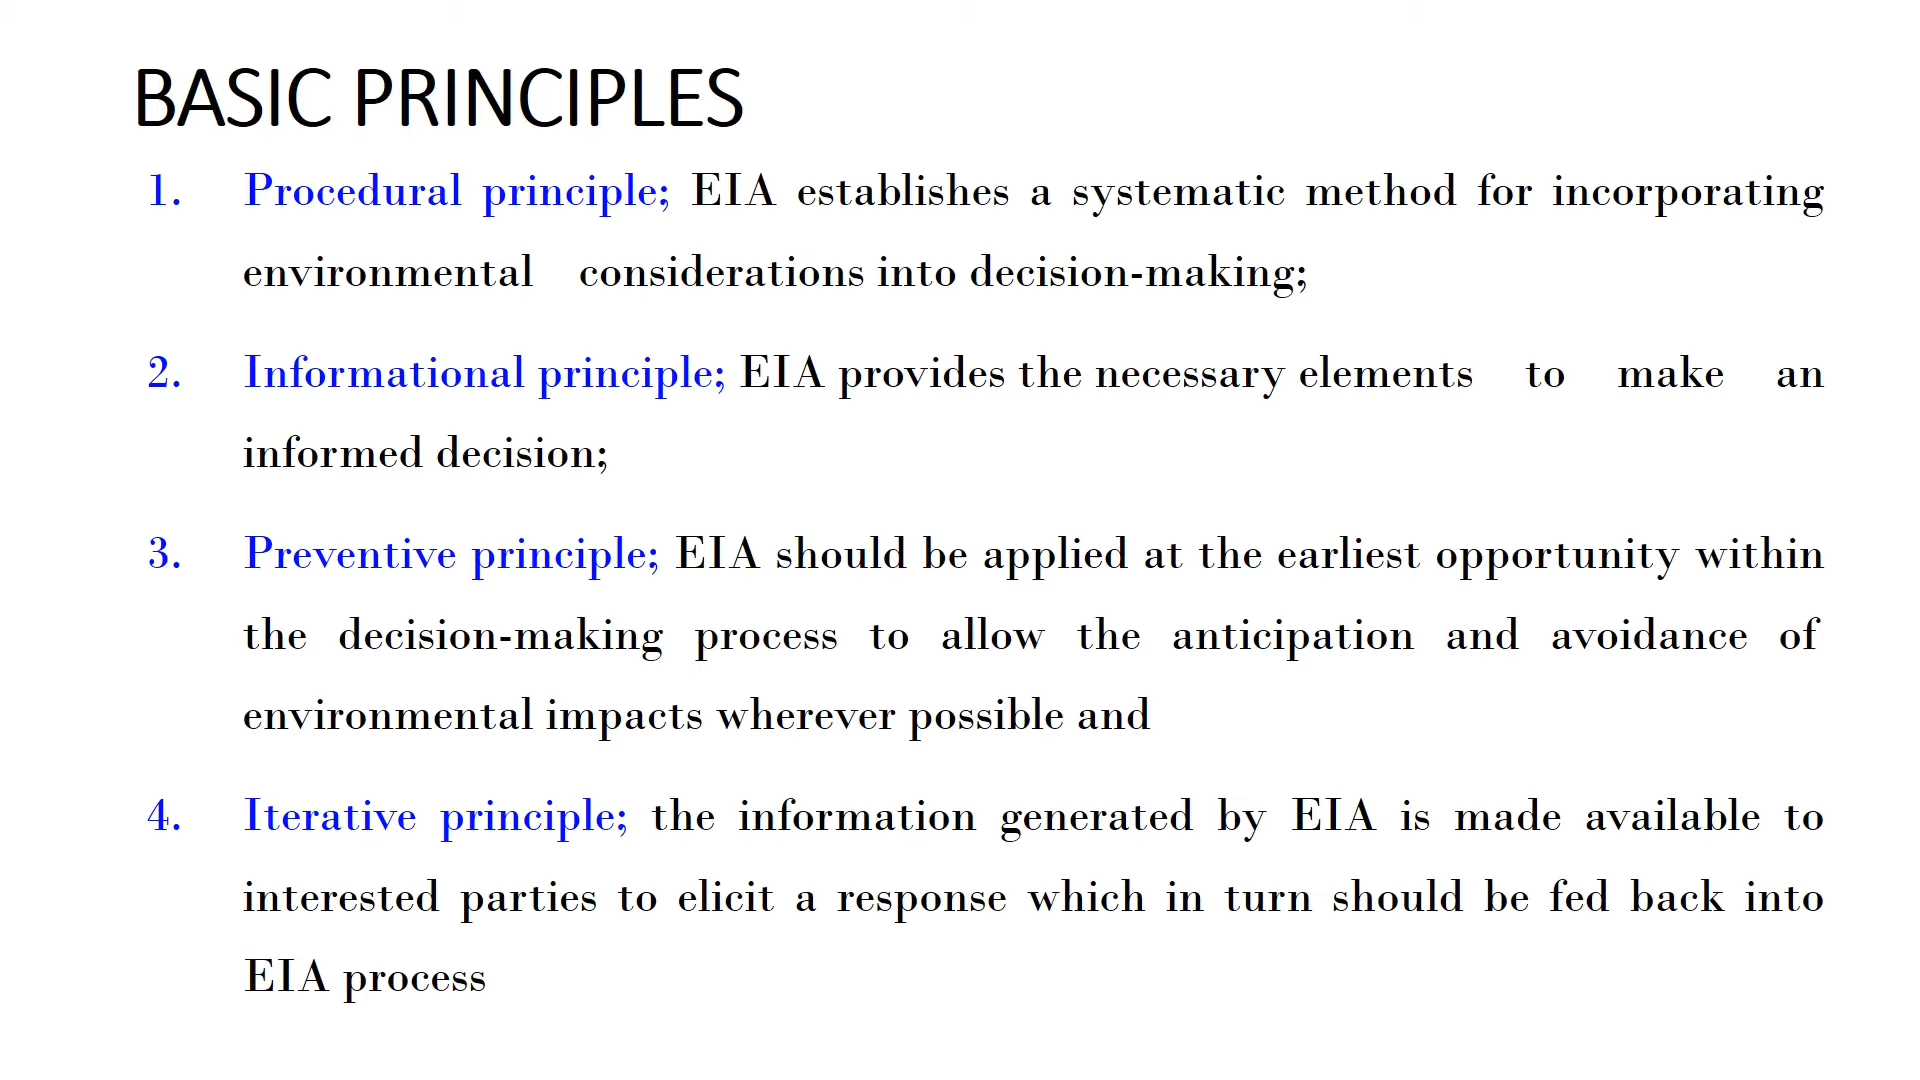 BASIC PRINCIPLES
1. Procedural principle; EIA establishes a systematic method for incorporating
environmental considerations into decision-making;
2. Informational principle; EIA provides the necessary elements to make an
informed decision;
3. Preventive principle; EIA should be applied at the earliest opportunity within
the decision-making process to allow the anticipation and avoidance of
environmental impacts wherever possible and
4. Iterative principle; the information generated by EIA is made available to
interested parties to elicit a response which in turn should be fed back into
EIA process